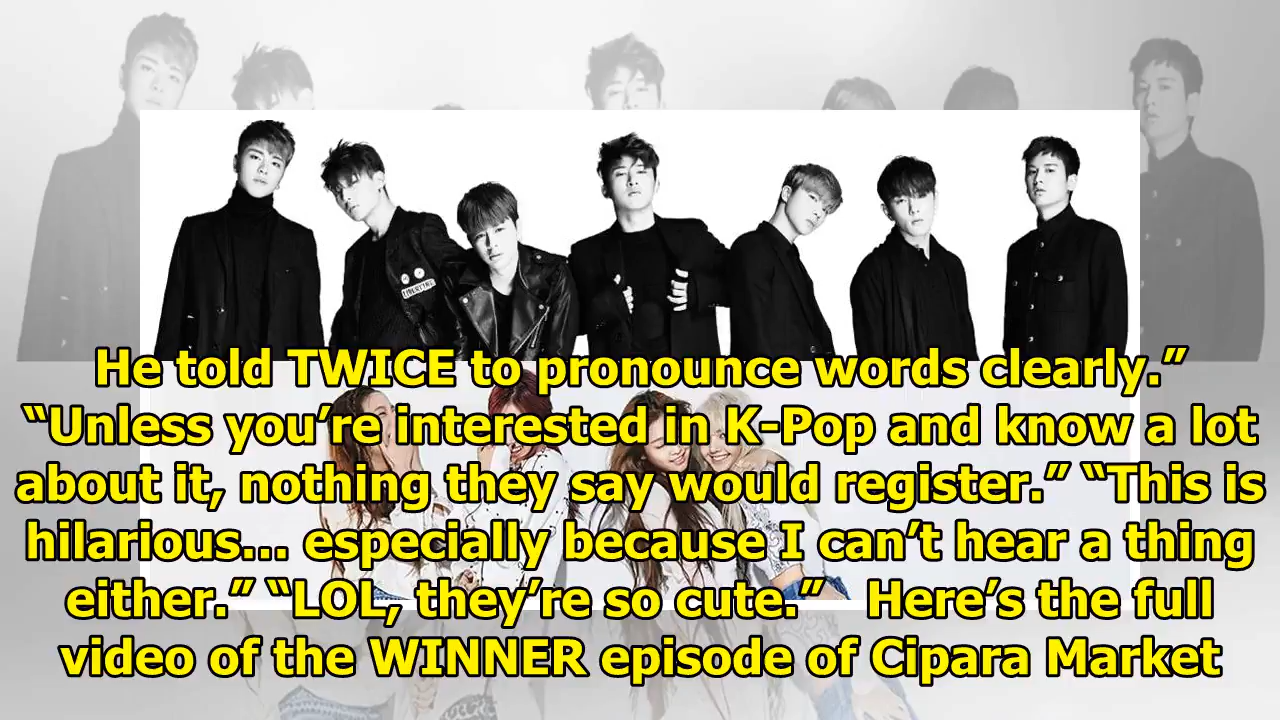 He told TWICE to pronounce words clearly.”
“Unless you’re interested in K-Pop and know a lot
about it, nothing they say would register.” “This is
hilarious... especially because I can’t hear a thing
either.” “LOL, they’re so cute.”   Here’s the full
video of the WINNER episode of Cipara Market